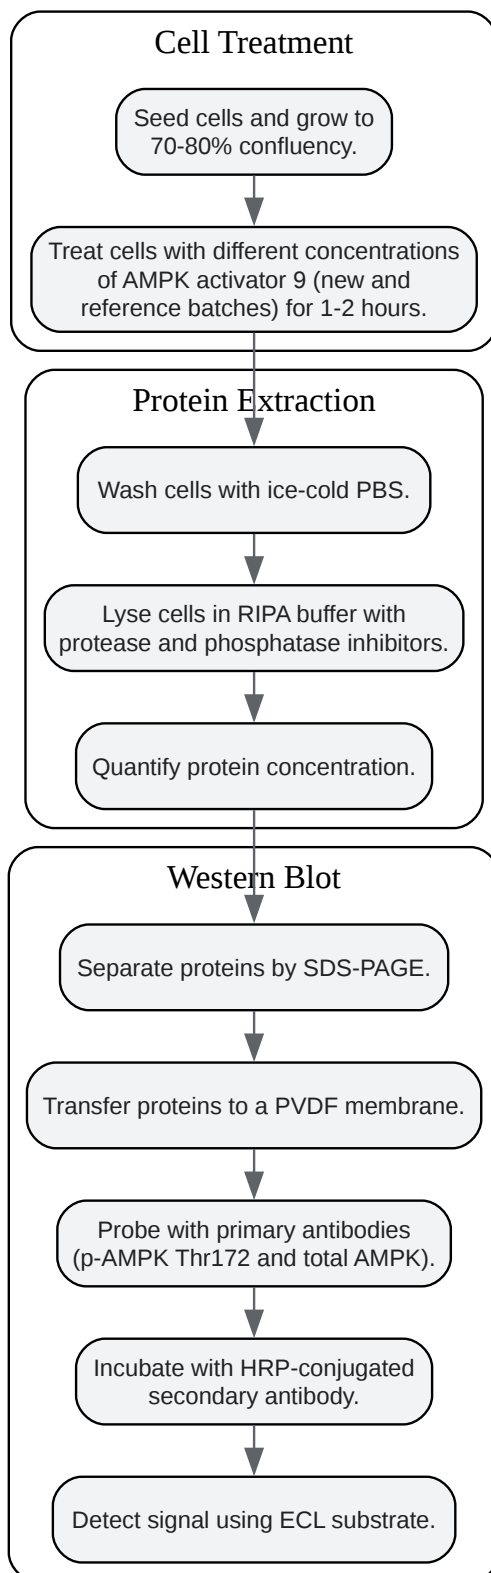 Cell Treatment
Seed cells and grow to
70-80% confluency.
Treat cells with different concentrations
of AMPK activator 9 (new and
reference batches) for 1-2 hours.
Protein Extraction
Wash cells with ice-cold PBS.
Lyse cells in RIPA buffer with
protease and phosphatase inhibitors.
Quantify protein concentration.
Western Blot
Separate proteins by SDS-PAGE.
Transfer proteins to a PVDF membrane.
Probe with primary antibodies
(p-AMPK Thr172 and total AMPK).
Incubate with HRP-conjugated
secondary antibody.
Detect signal using ECL substrate.